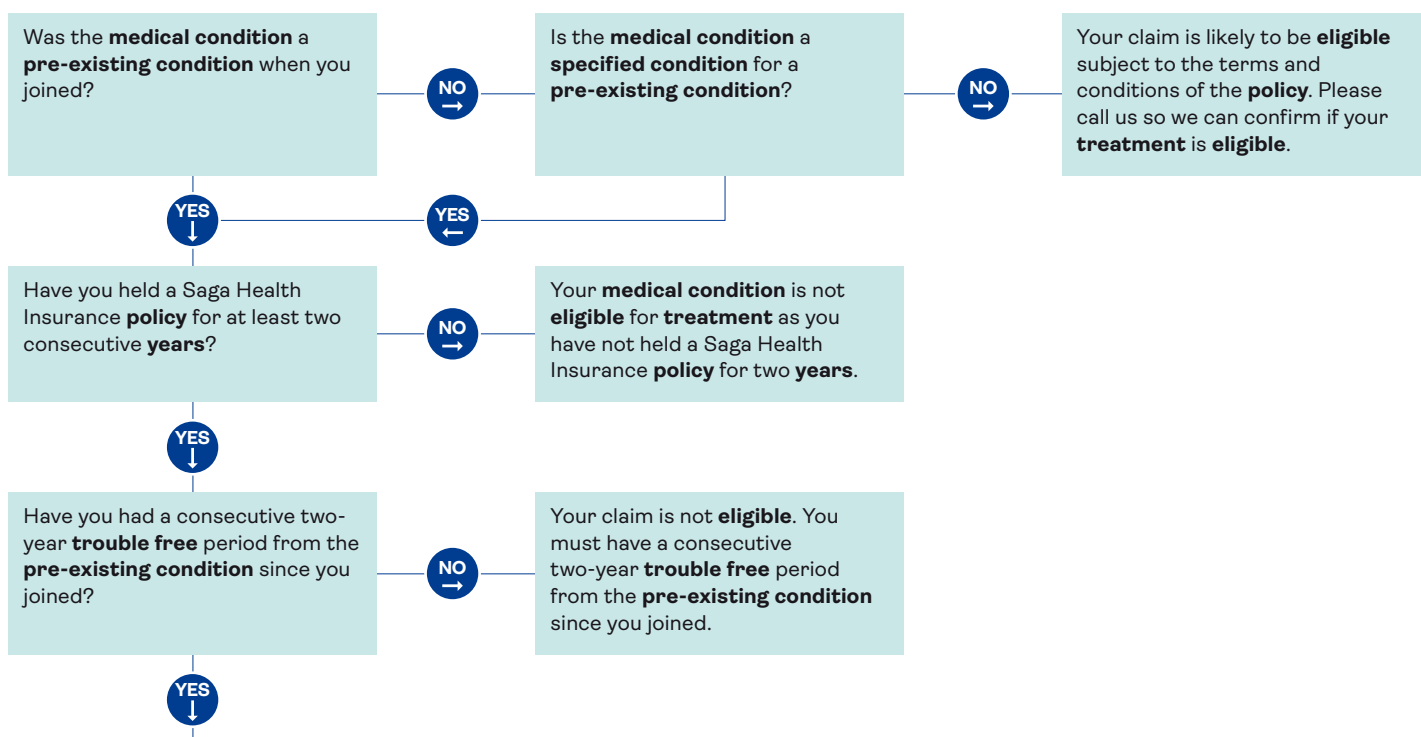 Was the medical condition a
pre-existing condition when you
joined?
NO
→
Is the medical condition a
specified condition for a
pre-existing condition?
NO
→
Your claim is likely to be eligible
subject to the terms and
conditions of the policy. Please
call us so we can confirm if your
treatment is eligible.
YES
↓
YES
←
Have you held a Saga Health
Insurance policy for at least two
consecutive years?
NO
→
Your medical condition is not
eligible for treatment as you
have not held a Saga Health
Insurance policy for two years.
YES
↓
Have you had a consecutive two-
year trouble free period from the
pre-existing condition since you
joined?
NO
→
Your claim is not eligible. You
must have a consecutive
two-year trouble free period
from the pre-existing condition
since you joined.
YES
↓